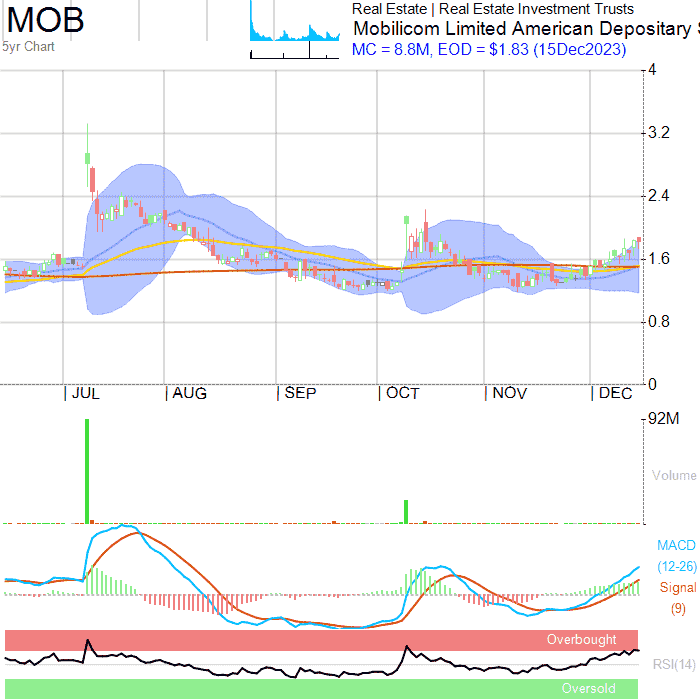 MOB
5yr Chart
Real Estate | Real Estate Investment Trusts
Mobilicom Limited American Depositary S
MC = 8.8M, EOD = $1.83 (15Dec2023)
4
3.2
2.4
1.6
0.8
0
JUL AUG SEP OCT NOV DEC
92M
Volume
MACD
(12-26)
Signal
(9)
Overbought
RSI(14)
Oversold